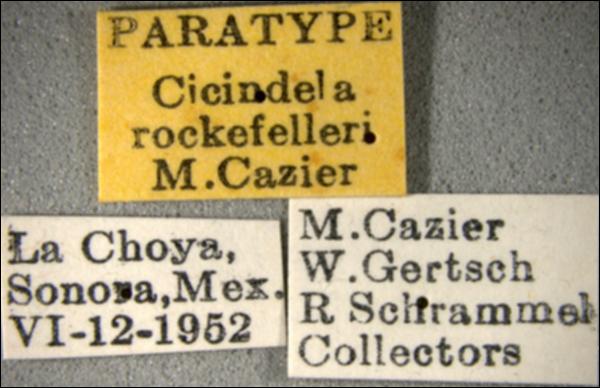 PARATYPE
Cicindela
rockefelleri
M.Cazier
La Choya,
Sonora,Mex.
VI-12-1952
M.Cazier
W.Gertsch
R Schrammel
Collectors